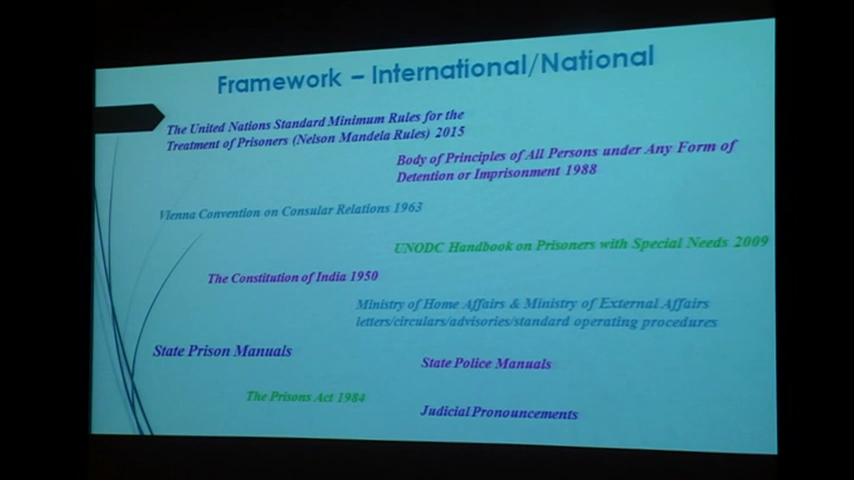 Framework – International/National
The United Nations Standard Minimum Rules for the
Treatment of Prisoners (Nelson Mandela Rules) 2015
Body of Principles of All Persons under Any Form of
Detention or Imprisonment 1988
Vienna Convention on Consular Relations 1963
UNODC Handbook on Prisoners with Special Needs 2009
The Constitution of India 1950
Ministry of Home Affairs & Ministry of External Affairs
letters/circulars/advisories/standard operating procedures
State Prison Manuals
State Police Manuals
The Prisons Act 1984
Judicial Pronouncements